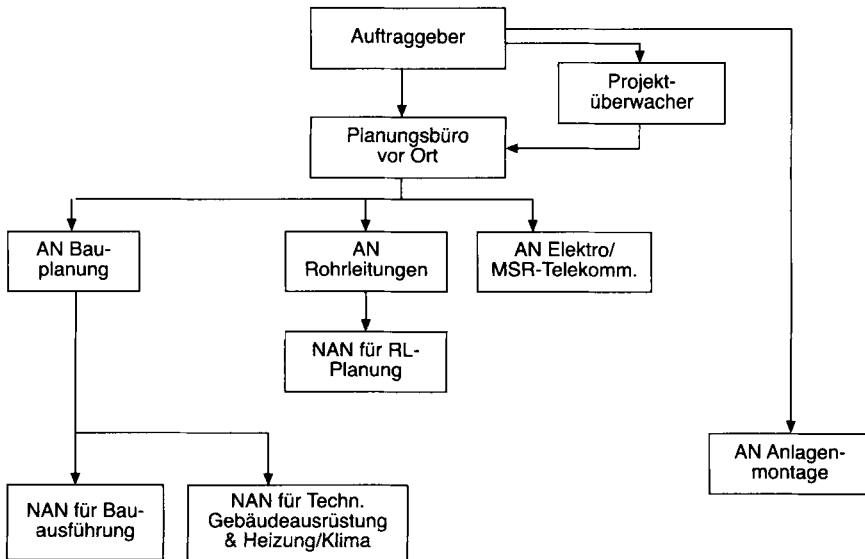 Auftraggeber
Projekt-
überwacher
Planungsbüro
vor Ort
AN Bau-
planung
AN
Rohrleitungen
AN Elektro/
MSR-Telekomm.
NAN für RL-
Planung
AN Anlagen-
montage
NAN für Bau-
ausführung
NAN für Techn.
Gebäudeausrüstung
& Heizung/Klima